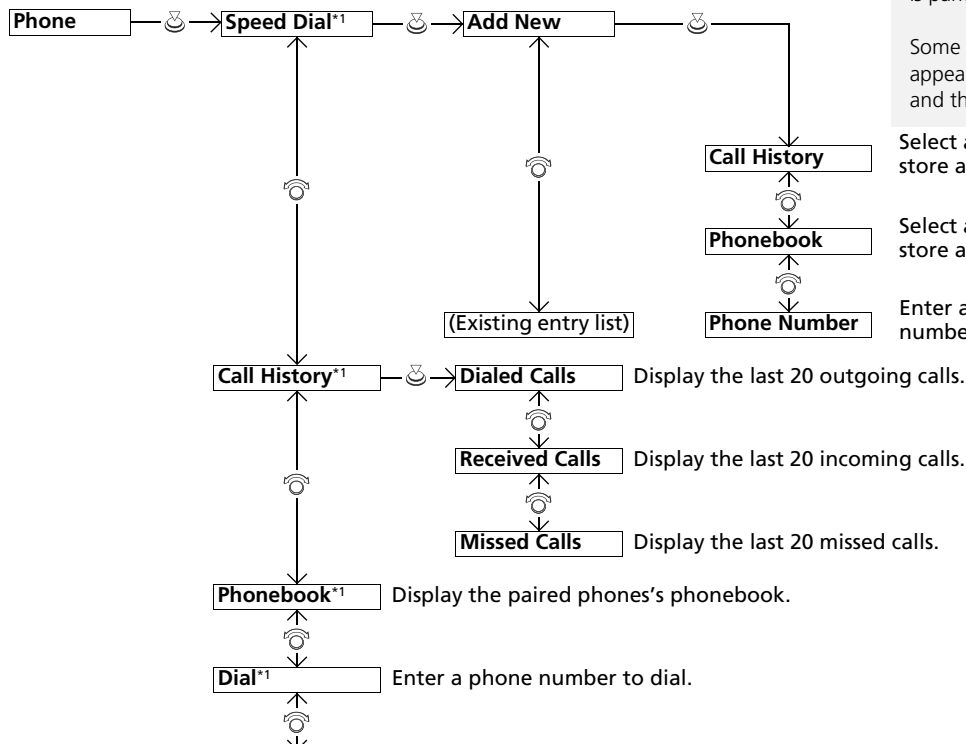 Phone
Speed Dial*1
Add New
Some
appea
and th
Call History
Select a
store a
Phonebook
Select a
store a
(Existing entry list)
Phone Number
Enter a
numbe
Call History*1
Dialed Calls
Display the last 20 outgoing calls.
Received Calls
Display the last 20 incoming calls.
Missed Calls
Display the last 20 missed calls.
Phonebook*1
Display the paired phones's phonebook.
Dial*1
Enter a phone number to dial.